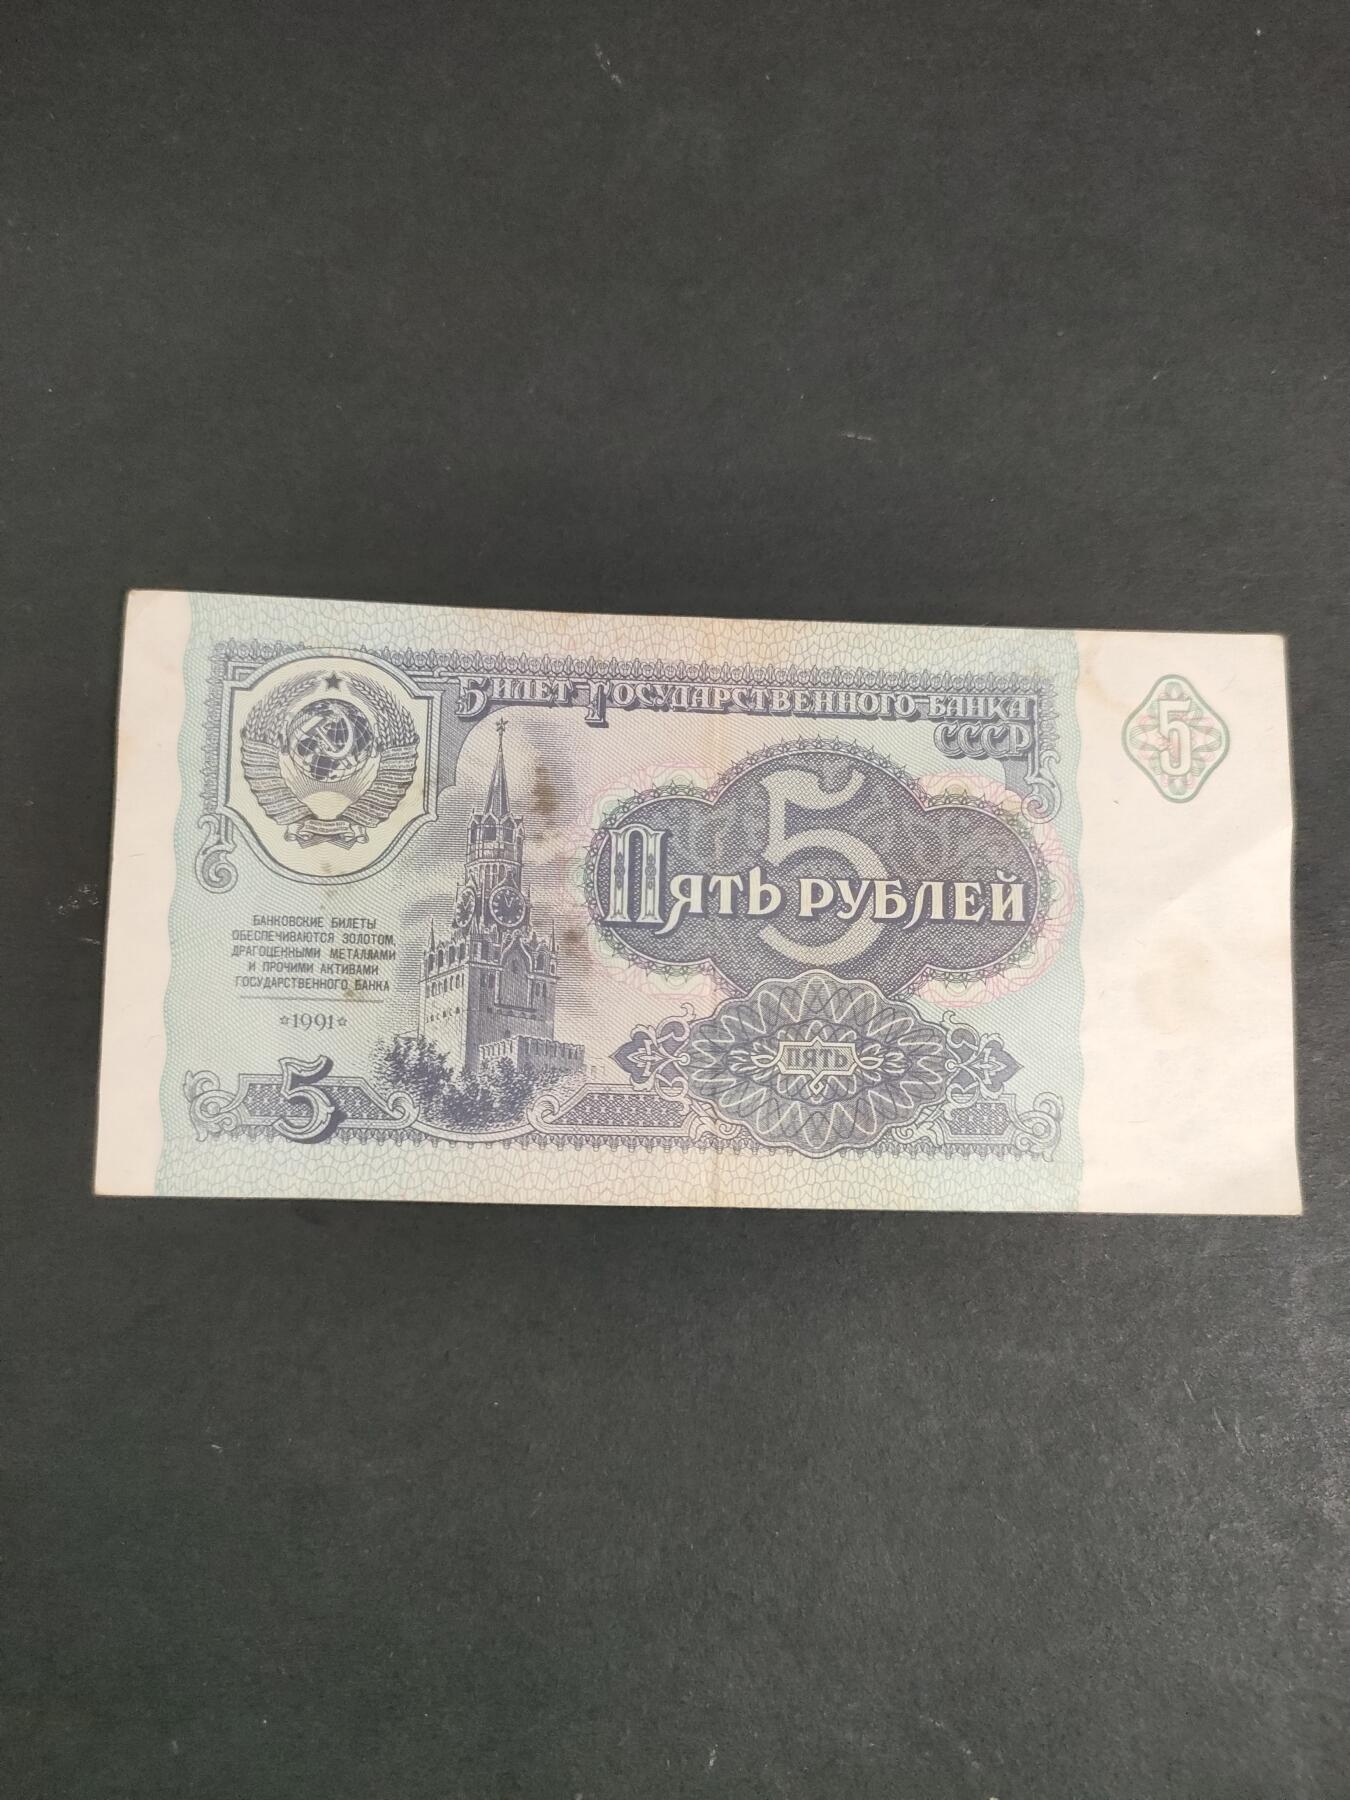 Билет Государственного банка
СССР
5
5
Пять рублей
БАНКОВСКИЕ БИЛЕТЫ
ОБЕСПЕЧИВАЮТСЯ ЗОЛОТОМ,
ДРАГОЦЕННЫМИ МЕТАЛЛАМИ
И ПРОЧИМИ АКТИВАМИ
ГОСУДАРСТВЕННОГО БАНКА
☆1991☆
ПЯТЬ
5